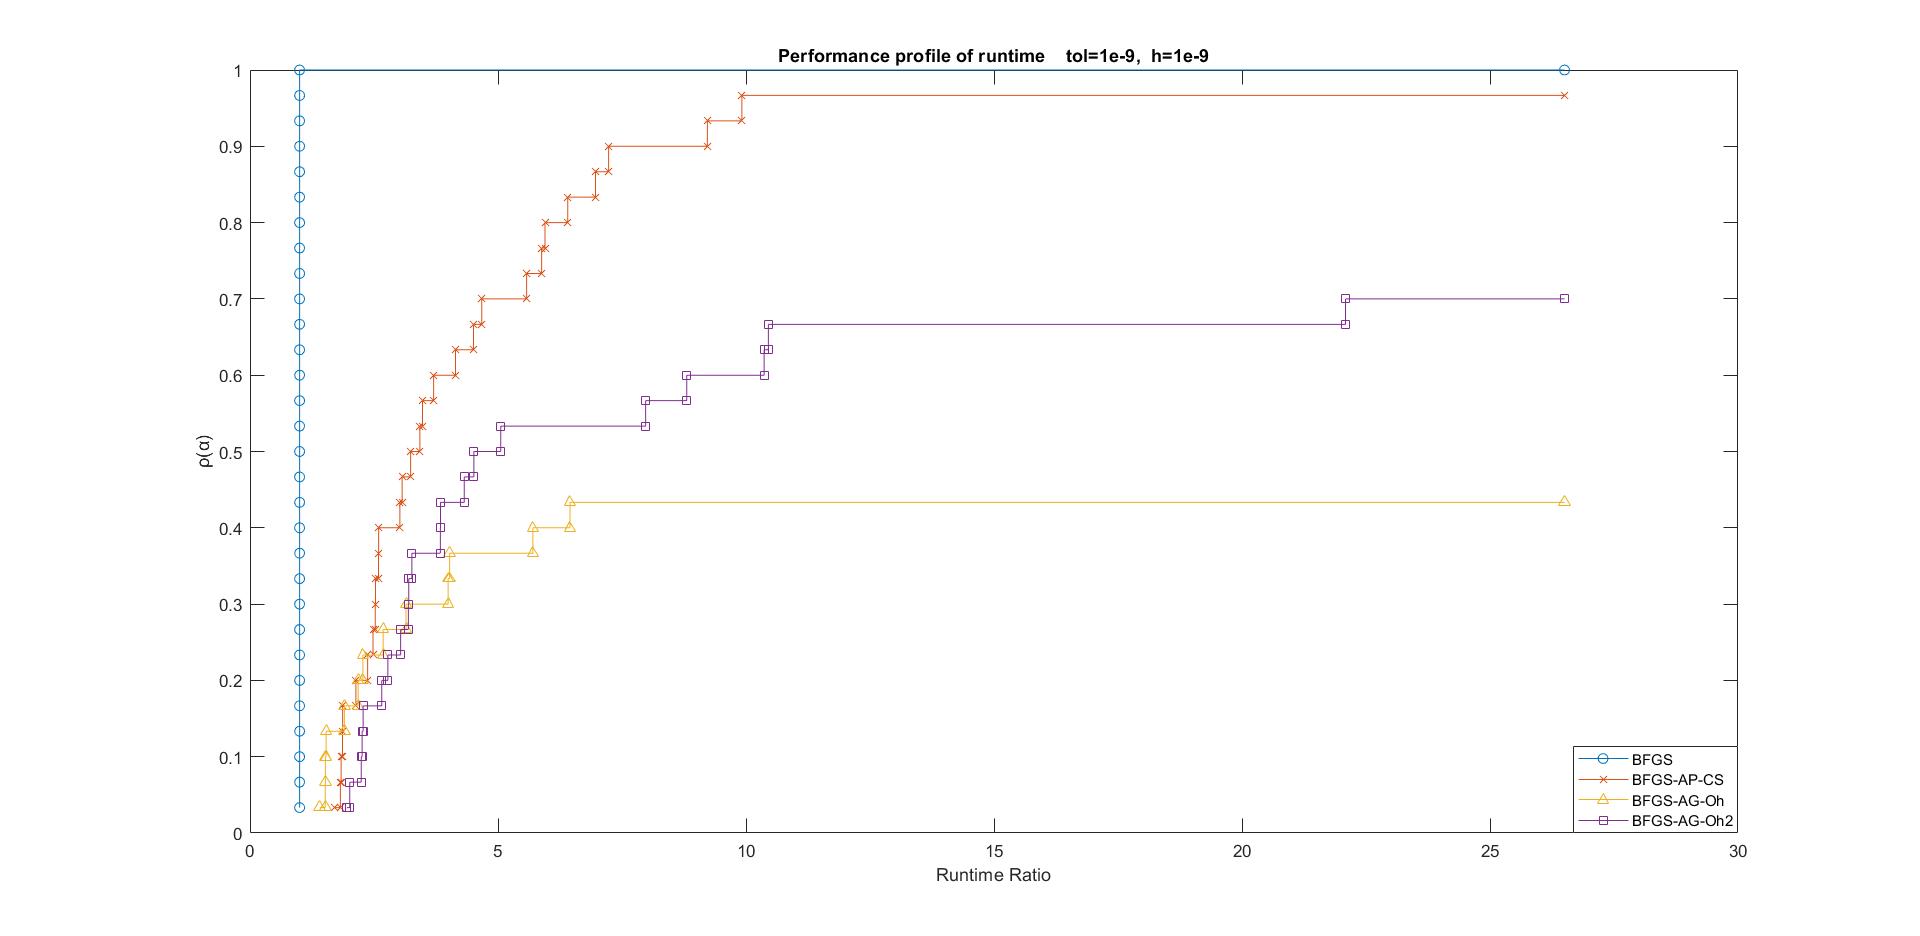 Performance profile of runtime    tol=1e-9,  h=1e-9
1
0.9
0.8
0.7
0.6
0.5
0.4
0.3
0.2
0.1
0
ρ(α)
0 5 10 15 20 25 30
Runtime Ratio
BFGS
BFGS-AP-CS
BFGS-AG-Oh
BFGS-AG-Oh2